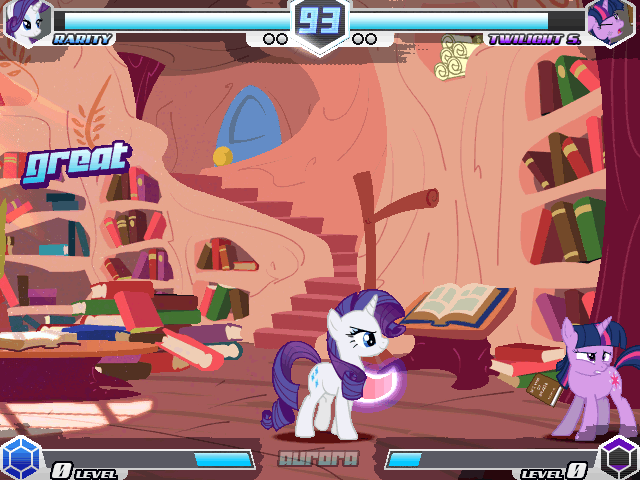 93
RARITY
TWILIGHT S.
great
0 LEVEL
aurora
LEVEL 0